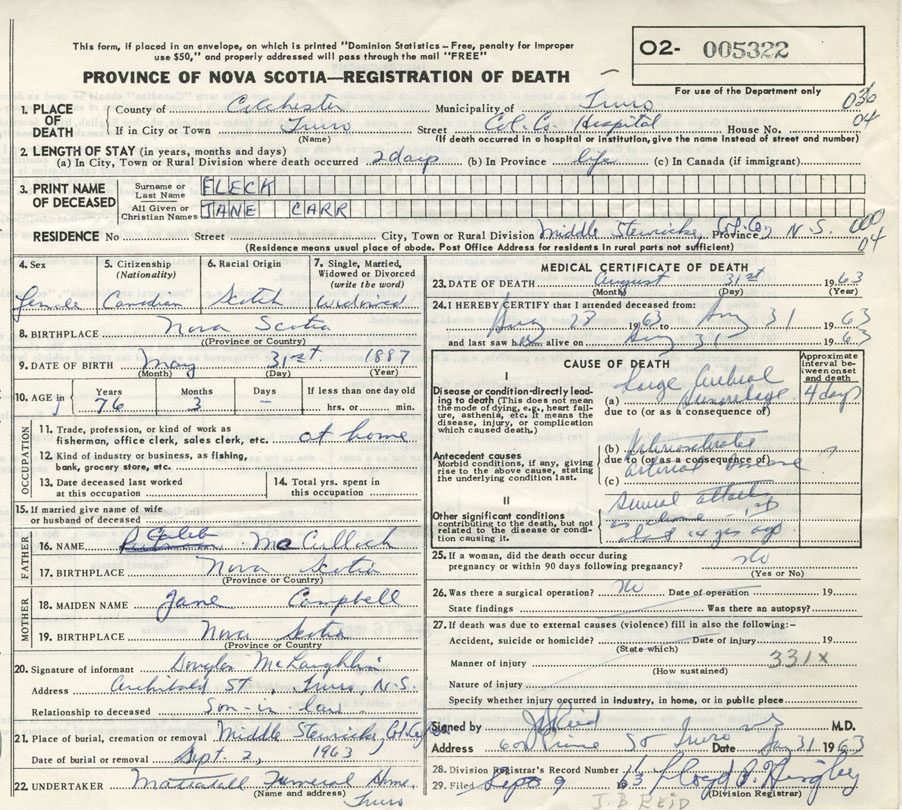 This form, if placed in an envelope, on which is printed "Dominion Statistics – Free, penalty for improper
use $50," and properly addressed will pass through the mail "FREE"
O2- 005322
PROVINCE OF NOVA SCOTIA—REGISTRATION OF DEATH
For use of the Department only
1. PLACE OF DEATH { County of Colchester Municipality of Truro 036
If in City or Town Truro Street Col. Co. Hospital House No. 04
(Name) (If death occurred in a hospital or institution, give the name instead of street and number)
2. LENGTH OF STAY (in years, months and days)
(a) In City, Town or Rural Division where death occurred 2 days (b) In Province life (c) In Canada (if immigrant)
3. PRINT NAME OF DECEASED { Surname or Last Name FLECK
All Given or Christian Names JANE CARR
RESIDENCE No. Street City, Town or Rural Division Middle Stewiacke, Col. Co, Province N.S. 000 04
(Residence means usual place of abode. Post Office Address for residents in rural parts not sufficient)
4. Sex 5. Citizenship (Nationality) 6. Racial Origin 7. Single, Married, Widowed or Divorced (write the word)
female Canadian Scotch Widowed
8. BIRTHPLACE Nova Scotia
((Province or Country)
9. DATE OF BIRTH May 31st 1887
(Month) (Day) (Year)
10. AGE in Years Months Days If less than one day old
76 3 – hrs. or min.
OCCUPATION
11. Trade, profession, or kind of work as fisherman, office clerk, sales clerk, etc. at home
12. Kind of industry or business, as fishing, bank, grocery store, etc.
13. Date deceased last worked at this occupation 14. Total yrs. spent in this occupation
15. If married give name of wife or husband of deceased
FATHER
16. NAME Caleb McCulloch
17. BIRTHPLACE Nova Scotia
(Province or Country)
MOTHER
18. MAIDEN NAME Jane Campbell
19. BIRTHPLACE Nova Scotia
(Province or Country)
20. Signature of informant Douglas McLaughlin
Address Archibald St, Truro, N.S.
Relationship to deceased Son-in-law
21. Place of burial, cremation or removal Middle Stewiacke, Col Co
Date of burial or removal Sept. 2, 1963
22. UNDERTAKER Mattatall Funeral Home
(Name and address) Truro
MEDICAL CERTIFICATE OF DEATH
23. DATE OF DEATH August 31st 1963
(Month) (Day) (Year)
24. I HEREBY CERTIFY that I attended deceased from:
Aug 28 1963 to Aug 31 1963
and last saw h alive on Aug 31 1963
CAUSE OF DEATH
Approximate interval between onset and death
I
Disease or condition directly leading to death (This does not mean the mode of dying, e.g., heart failure, asthenia, etc. It means the disease, injury, or complication which caused death.)
(a) Large Cerebral Hemorrhage 4 days
due to (or as a consequence of)
Antecedent causes
Morbid conditions, if any, giving rise to the above cause, stating the underlying condition last.
(b)
due to (or as a consequence of)
arterial disease ?
(c)
II
Other significant conditions contributing to the death, but not related to the disease or condition causing it.
attack
14 yrs ago
25. If a woman, did the death occur during pregnancy or within 90 days following pregnancy? no
(Yes or No)
26. Was there a surgical operation? No Date of operation 19
State findings Was there an autopsy?
27. If death was due to external causes (violence) fill in also the following:–
Accident, suicide or homicide? Date of injury 19
(State which)
Manner of injury 331x
(How sustained)
Nature of injury
Specify whether injury occurred in industry, in home, or in public place
Signed by J B Reid M.D.
Address Prince St Truro N S Date 31 1963
28. Division Registrar's Record Number
29. Filed Sept 9 1963 Lloyd
(Division Registrar)
J. B REID